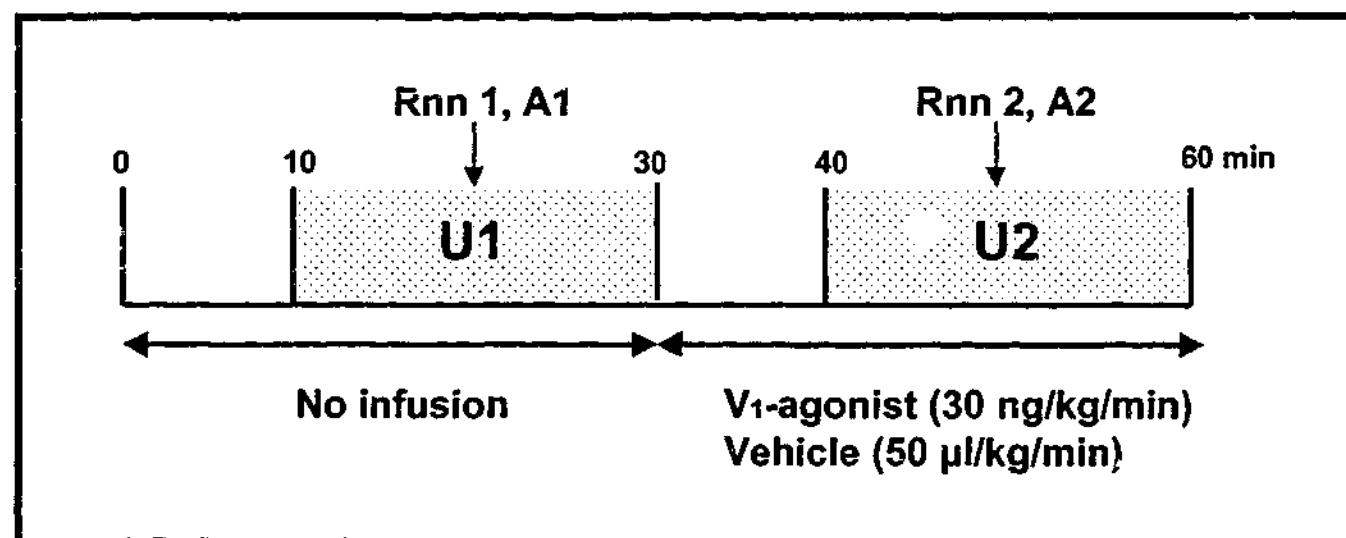 Rnn 1, A1 Rnn 2, A2
0 10 30 40 60 min
U1 U2
No infusion V₁-agonist (30 ng/kg/min)
Vehicle (50 µl/kg/min)